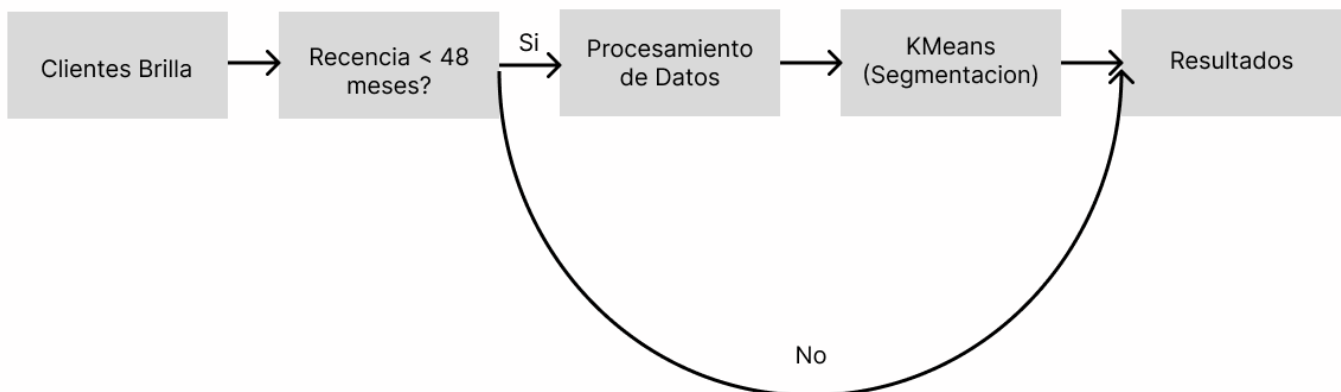 Clientes Brilla
Recencia < 48
meses?
Si
Procesamiento
de Datos
KMeans
(Segmentacion)
Resultados
No